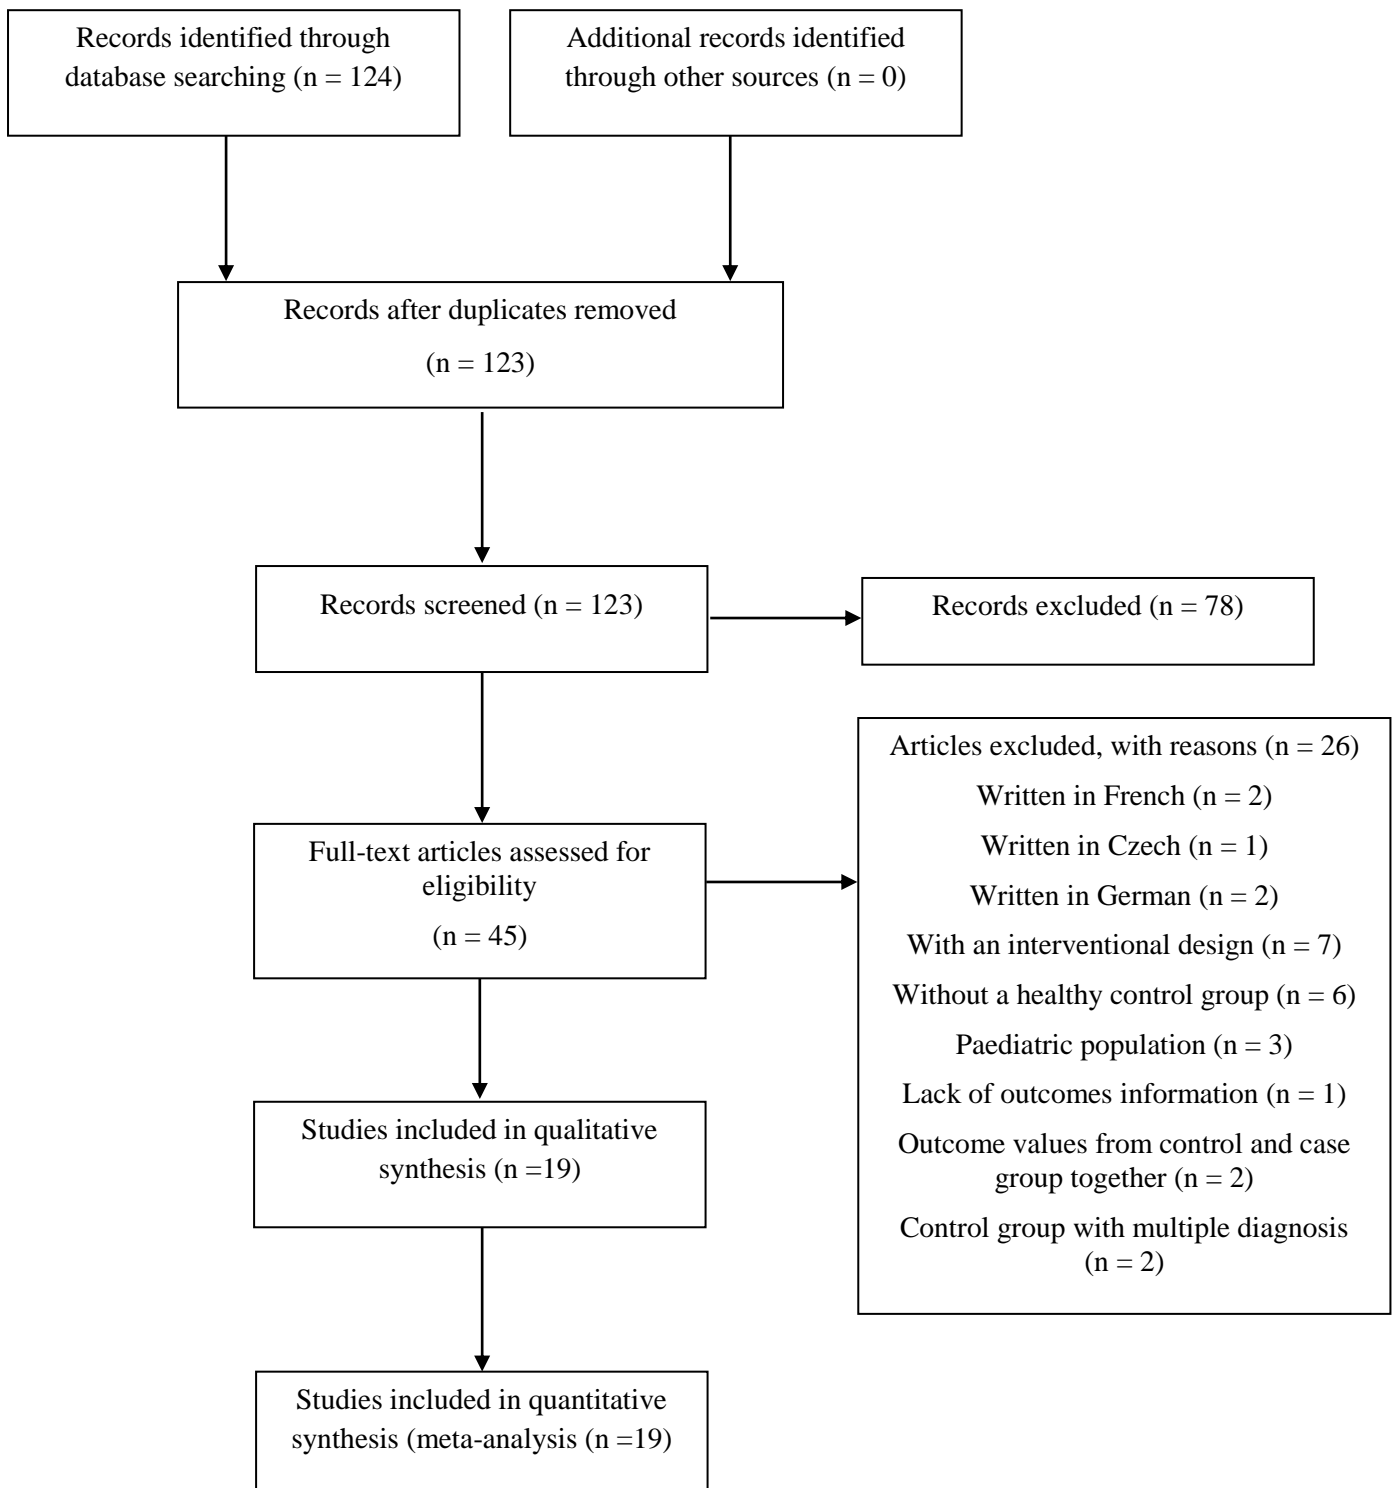 Records identified through
database searching (n = 124)
Additional records identified
through other sources (n = 0)
Records after duplicates removed
(n = 123)
Records screened (n = 123)
Records excluded (n = 78)
Full-text articles assessed for
eligibility
(n = 45)
Articles excluded, with reasons (n = 26)
Written in French (n = 2)
Written in Czech (n = 1)
Written in German (n = 2)
With an interventional design (n = 7)
Without a healthy control group (n = 6)
Paediatric population (n = 3)
Lack of outcomes information (n = 1)
Outcome values from control and case
group together (n = 2)
Control group with multiple diagnosis
(n = 2)
Studies included in qualitative
synthesis (n =19)
Studies included in quantitative
synthesis (meta-analysis (n =19)